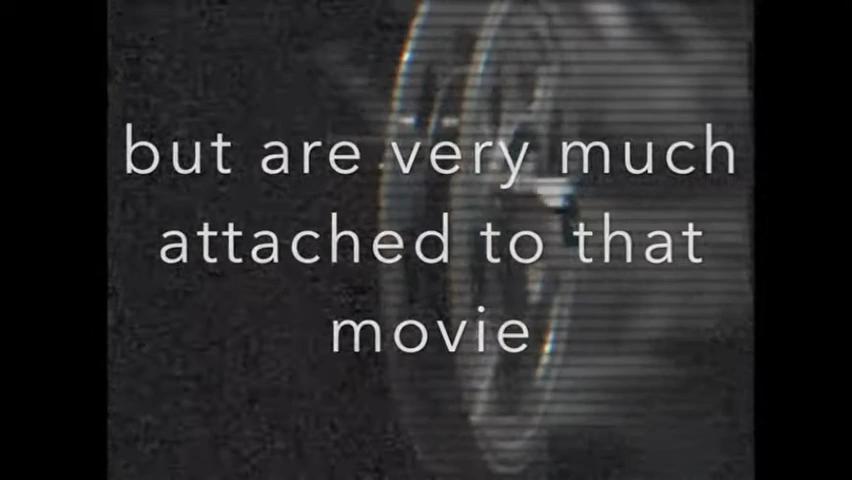 but are very much
attached to that
movie